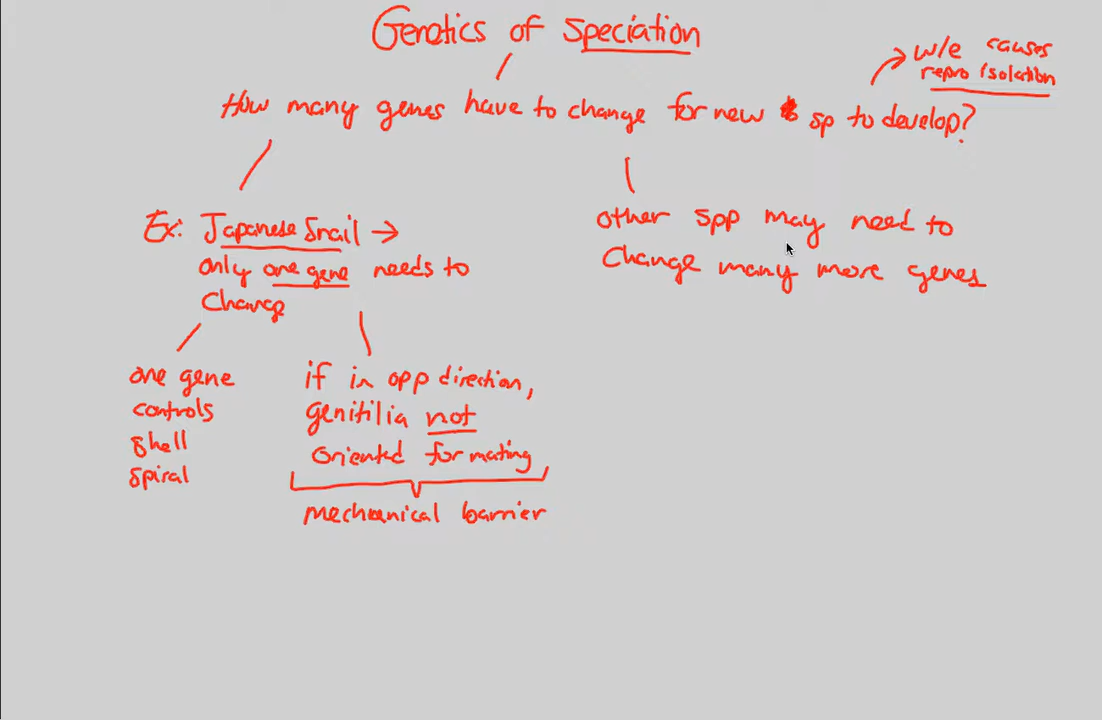 Genetics of Speciation
w/e causes
repro isolation
How many genes have to change for new sp to develop?
Ex: Japanese Snail →
only one gene needs to
Change
other spp may need to
Change many more genes
one gene
controls
shell
spiral
if in opp direction,
genitilia not
oriented for mating
mechanical barrier